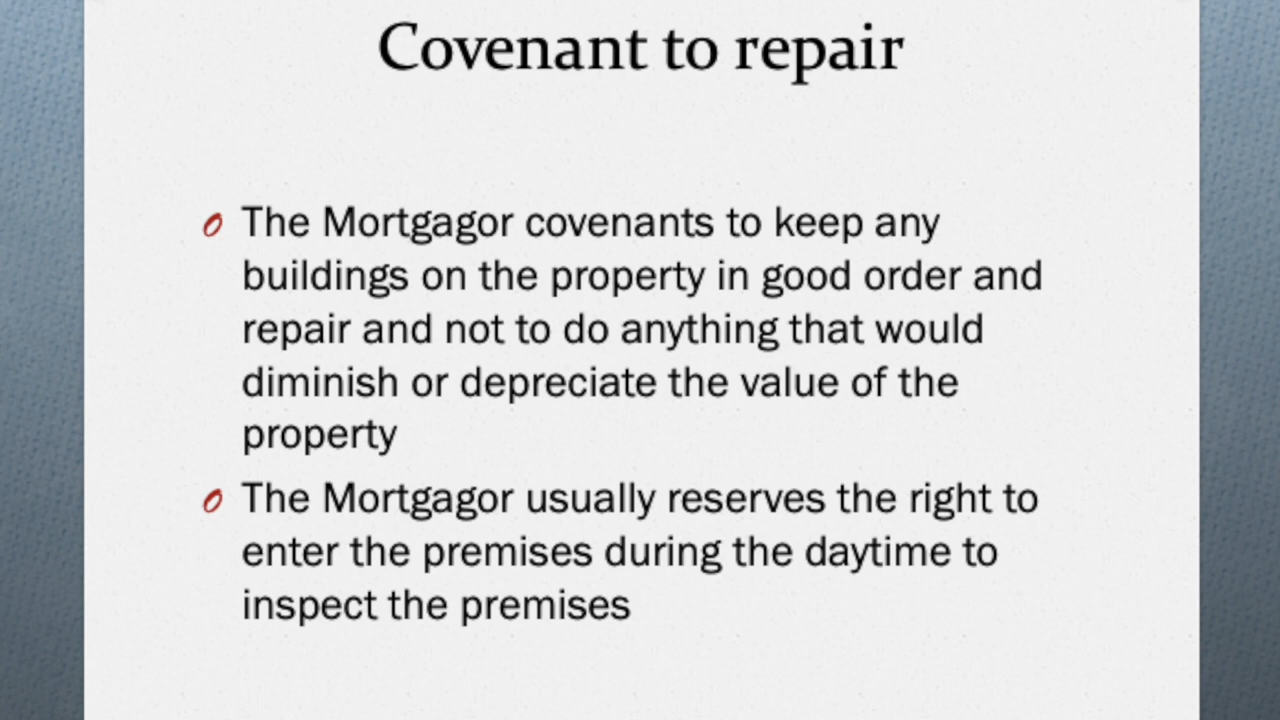 Covenant to repair
The Mortgagor covenants to keep any
buildings on the property in good order and
repair and not to do anything that would
diminish or depreciate the value of the
property
The Mortgagor usually reserves the right to
enter the premises during the daytime to
inspect the premises